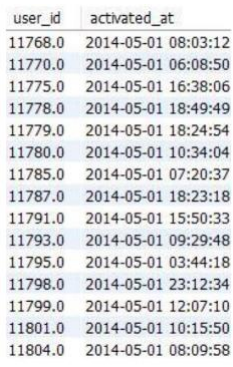 user_id activated_at
11768.0 2014-05-01 08:03:12
11770.0 2014-05-01 06:08:50
11775.0 2014-05-01 16:38:06
11778.0 2014-05-01 18:49:49
11779.0 2014-05-01 18:24:54
11780.0 2014-05-01 10:34:04
11785.0 2014-05-01 07:20:37
11787.0 2014-05-01 18:23:18
11791.0 2014-05-01 15:50:33
11793.0 2014-05-01 09:29:48
11795.0 2014-05-01 03:44:18
11798.0 2014-05-01 23:12:34
11799.0 2014-05-01 12:07:10
11801.0 2014-05-01 10:15:50
11804.0 2014-05-01 08:09:58